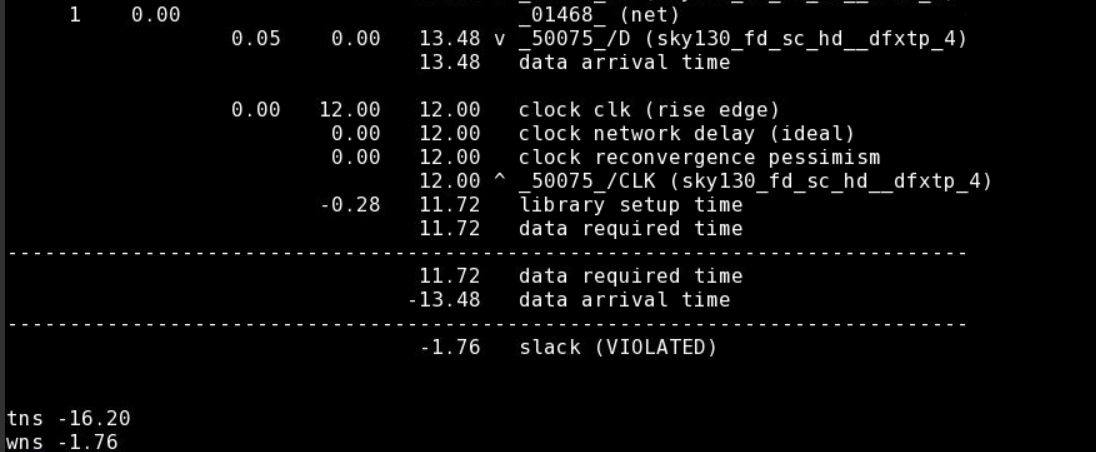 1 0.00 _01468_ (net)
0.05 0.00 13.48 v _50075_/D (sky130_fd_sc_hd__dfxtp_4)
13.48 data arrival time
0.00 12.00 12.00 clock clk (rise edge)
0.00 12.00 clock network delay (ideal)
0.00 12.00 clock reconvergence pessimism
12.00 ^ _50075_/CLK (sky130_fd_sc_hd__dfxtp_4)
-0.28 11.72 library setup time
11.72 data required time
-----------------------------------------------------------------------------
11.72 data required time
-13.48 data arrival time
-----------------------------------------------------------------------------
-1.76 slack (VIOLATED)
tns -16.20
wns -1.76